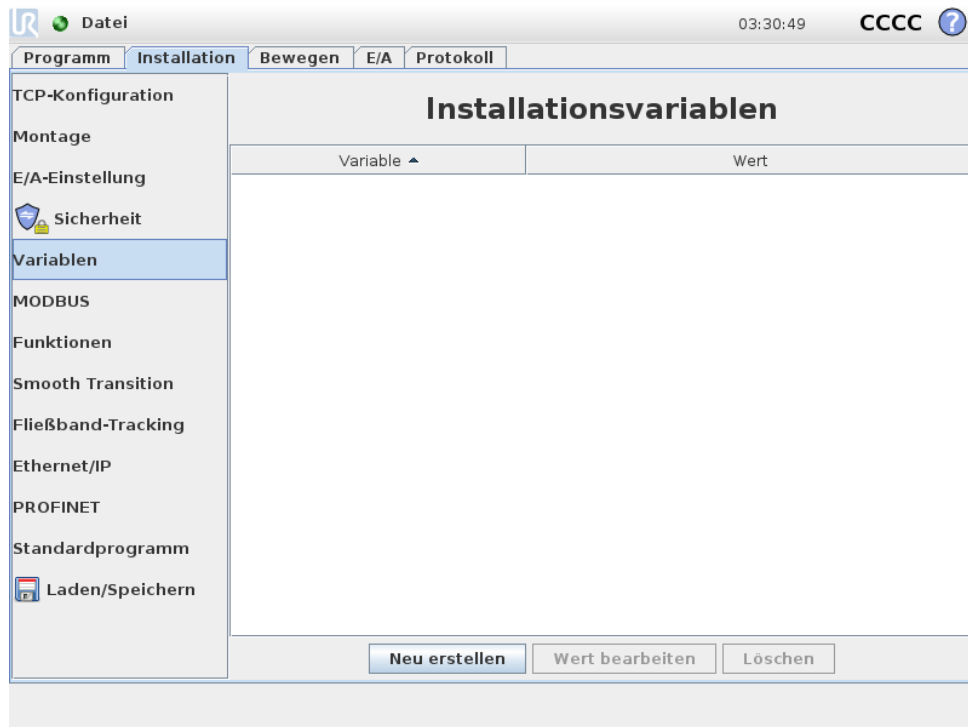 UR Datei 03:30:49 CCCC ?
Programm Installation Bewegen E/A Protokoll
TCP-Konfiguration
Montage
E/A-Einstellung
Sicherheit
Variablen
MODBUS
Funktionen
Smooth Transition
Fließband-Tracking
Ethernet/IP
PROFINET
Standardprogramm
Laden/Speichern
Installationsvariablen
Variable Wert
Neu erstellen Wert bearbeiten Löschen